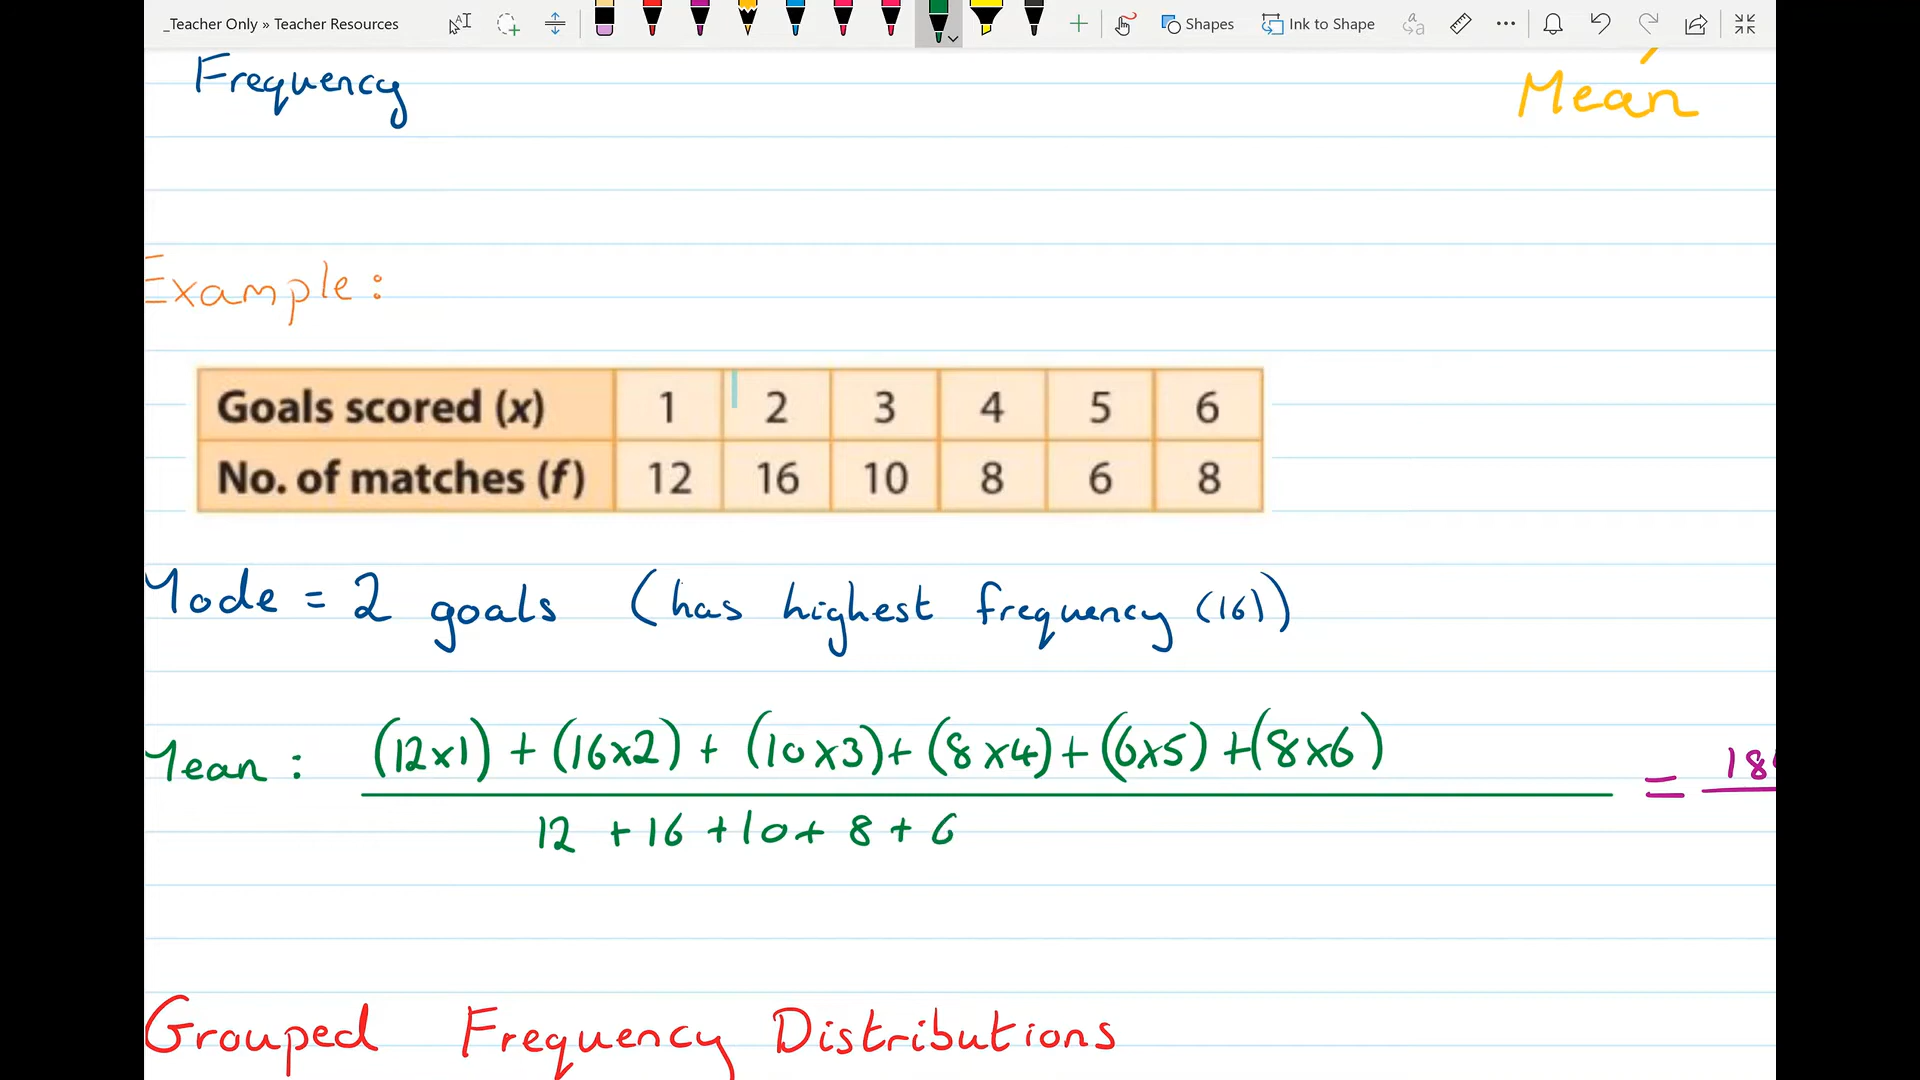 _Teacher Only » Teacher Resources Shapes Ink to Shape
Frequency
Mean
Example:
Goals scored (x) 1 2 3 4 5 6
No. of matches (f) 12 16 10 8 6 8
Mode = 2 goals (has highest frequency (16))
Mean: (12x1) + (16x2) + (10x3) + (8x4) + (6x5) + (8x6)
12 + 16 + 10 + 8 + 6
= 18
Grouped Frequency Distributions